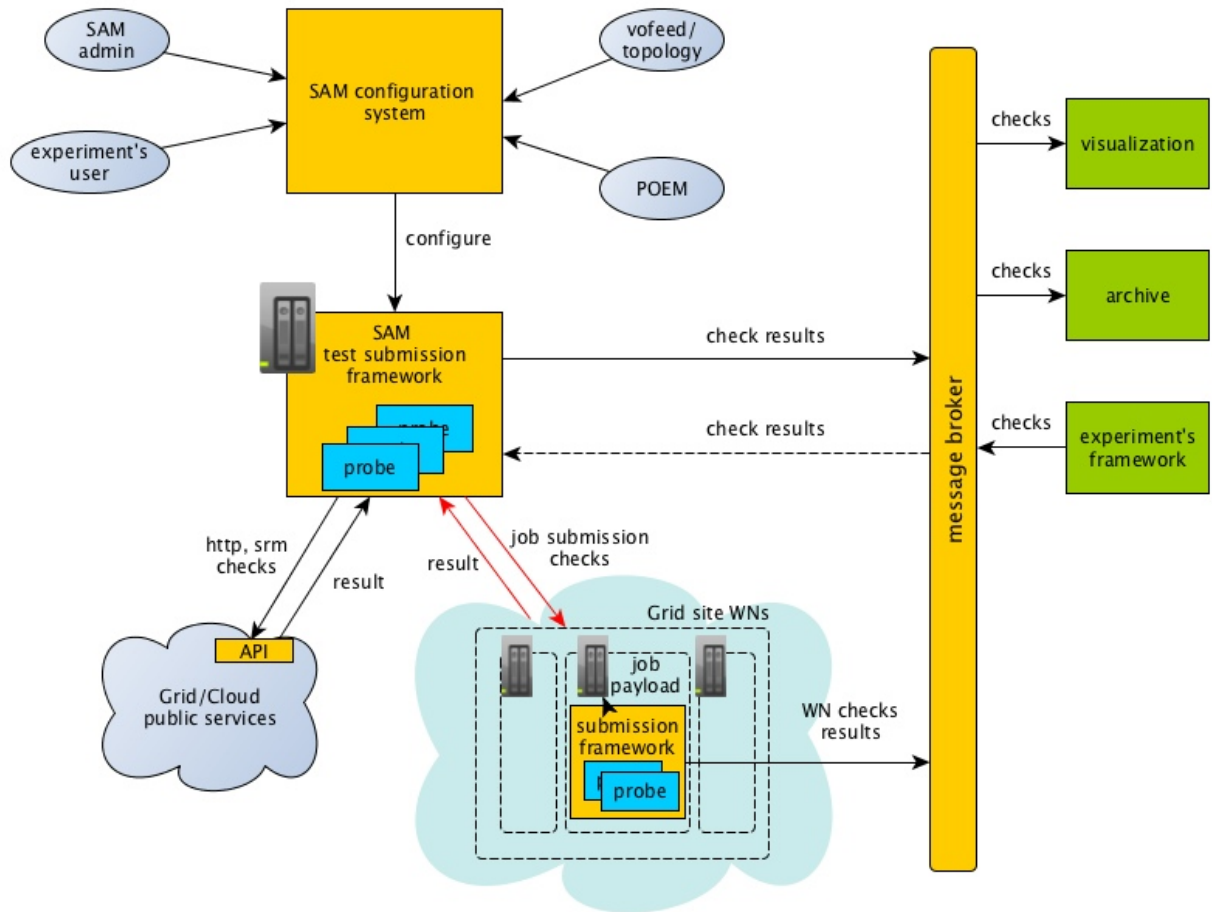 SAM
admin
experiment's
user
SAM configuration
system
vofeed/
topology
POEM
configure
SAM
test submission
framework
probe
probe
check results
check results
message broker
checks
visualization
checks
archive
checks
experiment's
framework
http, srm
checks
result
result
job submission
checks
API
Grid/Cloud
public services
Grid site WNs
job
payload
submission
framework
probe
WN checks
results